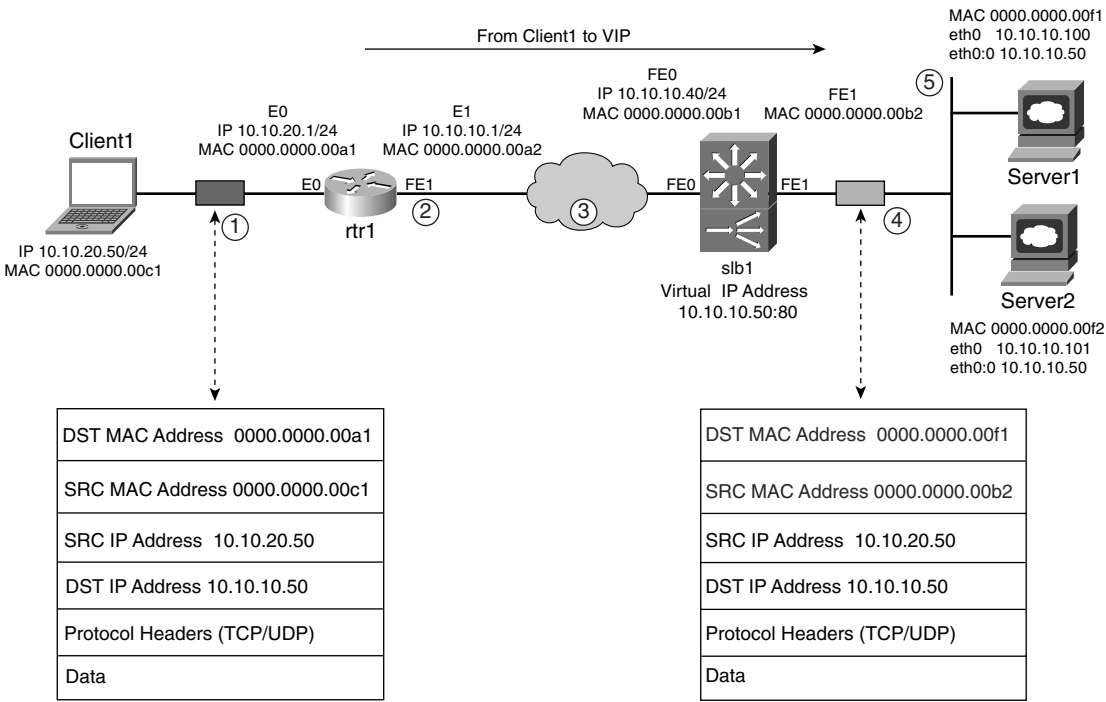 MAC 0000.0000.00f1
eth0 10.10.10.100
eth0:0 10.10.10.50
From Client1 to VIP
FE0
IP 10.10.10.40/24
MAC 0000.0000.00b1
5
FE1
MAC 0000.0000.00b2
E0
IP 10.10.20.1/24
MAC 0000.0000.00a1
E1
IP 10.10.10.1/24
MAC 0000.0000.00a2
Client1
Server1
E0
FE1
FE0
FE1
1
2
3
4
rtr1
IP 10.10.20.50/24
MAC 0000.0000.00c1
slb1
Virtual IP Address
10.10.10.50:80
Server2
MAC 0000.0000.00f2
eth0 10.10.10.101
eth0:0 10.10.10.50
DST MAC Address 0000.0000.00a1
SRC MAC Address 0000.0000.00c1
SRC IP Address 10.10.20.50
DST IP Address 10.10.10.50
Protocol Headers (TCP/UDP)
Data
DST MAC Address 0000.0000.00f1
SRC MAC Address 0000.0000.00b2
SRC IP Address 10.10.20.50
DST IP Address 10.10.10.50
Protocol Headers (TCP/UDP)
Data